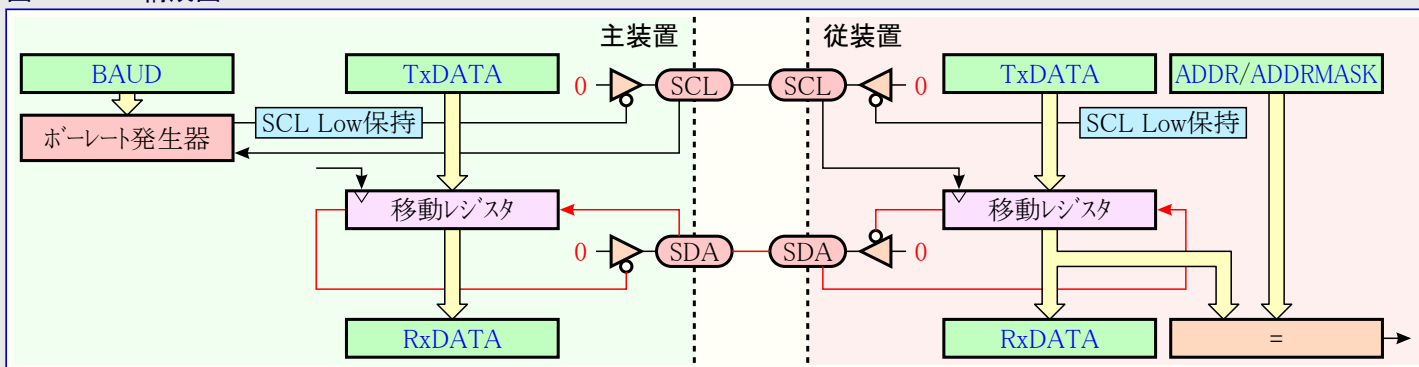 主装置
従装置
BAUD
TxDATA
0
SCL
SCL
0
TxDATA
ADDR/ADDRMASK
ボーレート発生器
SCL Low保持
SCL Low保持
移動レジスタ
移動レジスタ
0
SDA
SDA
0
RxDATA
RxDATA
=